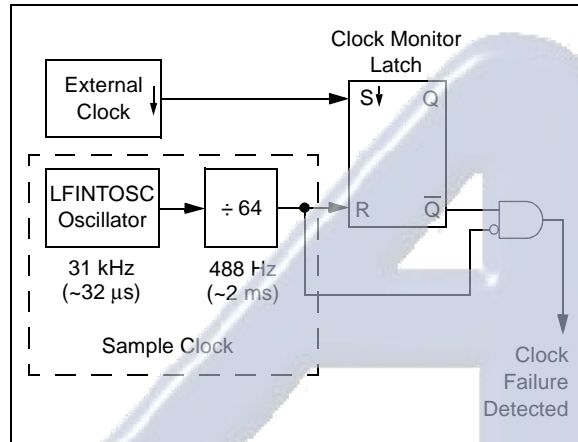 Clock Monitor
Latch
External
Clock
S
Q
LFINTOSC
Oscillator
÷ 64
R
Q̅
31 kHz
(~32 μs)
488 Hz
(~2 ms)
Sample Clock
Clock
Failure
Detected